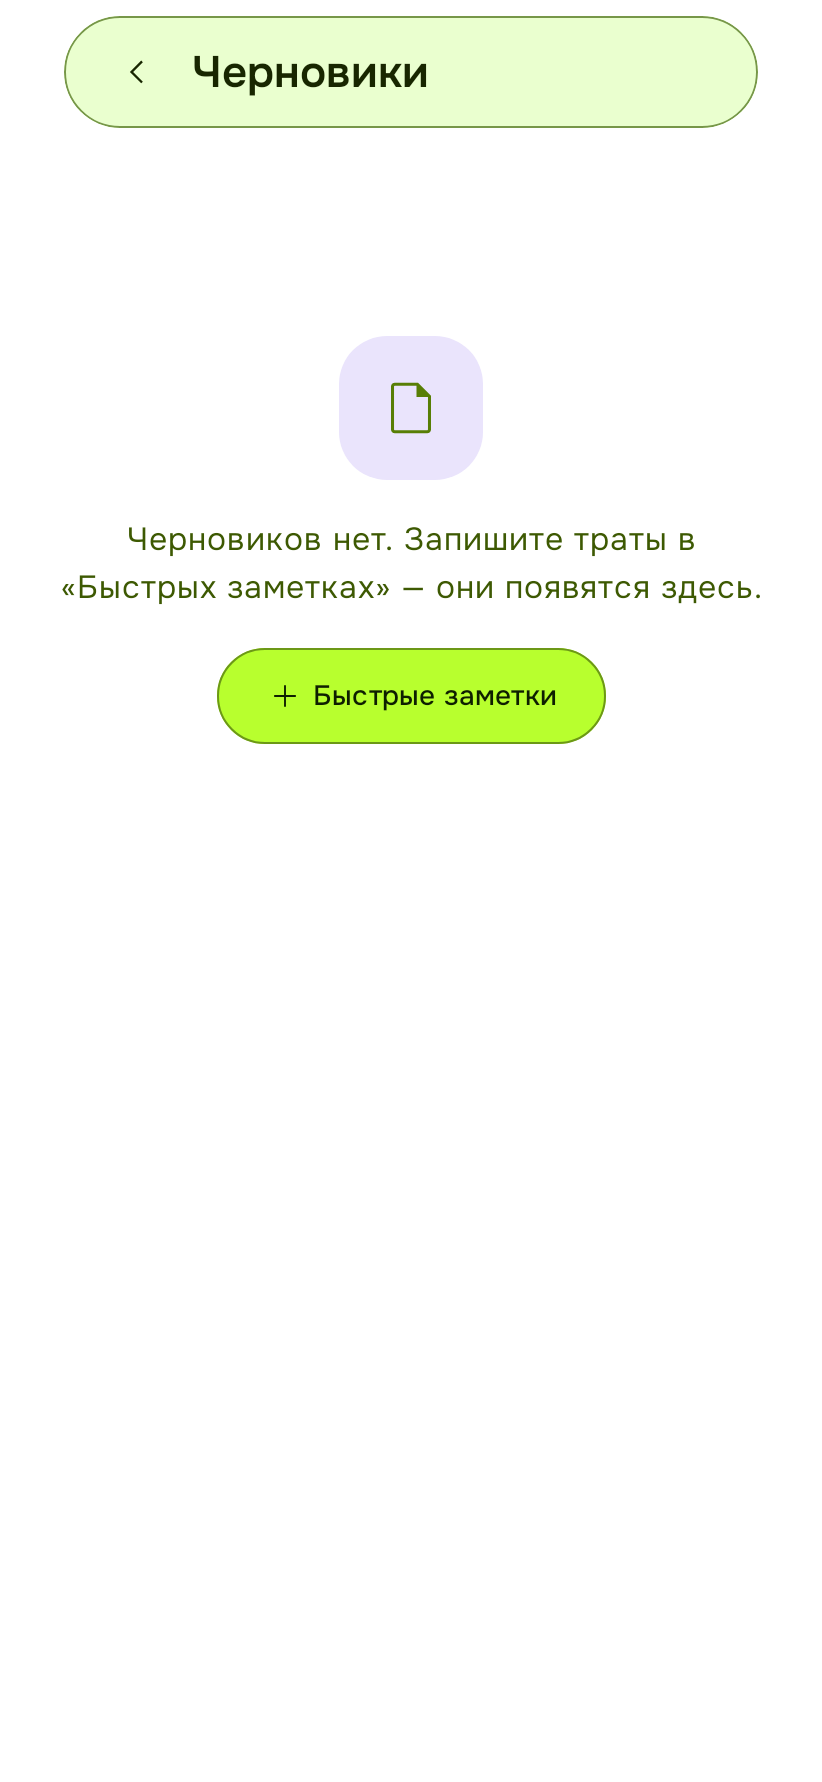 Черновики
Черновиков нет. Запишите траты в
«Быстрых заметках» — они появятся здесь.
Быстрые заметки